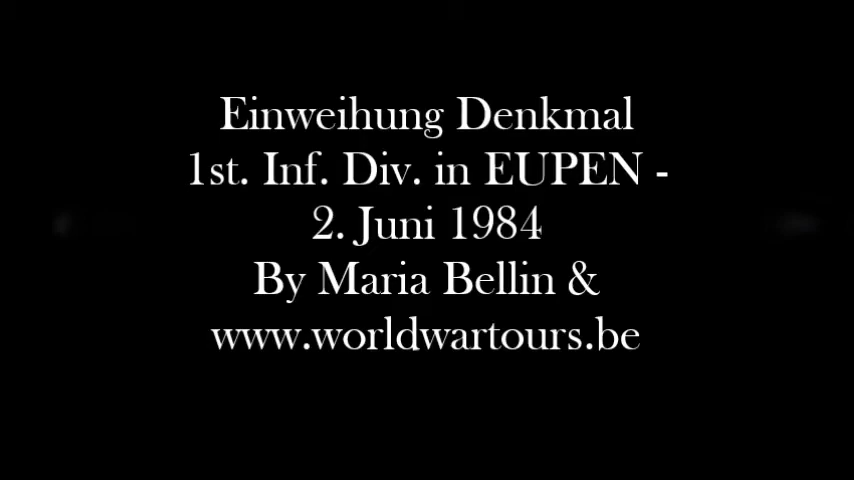 Einweihung Denkmal
1st. Inf. Div. in EUPEN -
2. Juni 1984
By Maria Bellin &
www.worldwartours.be